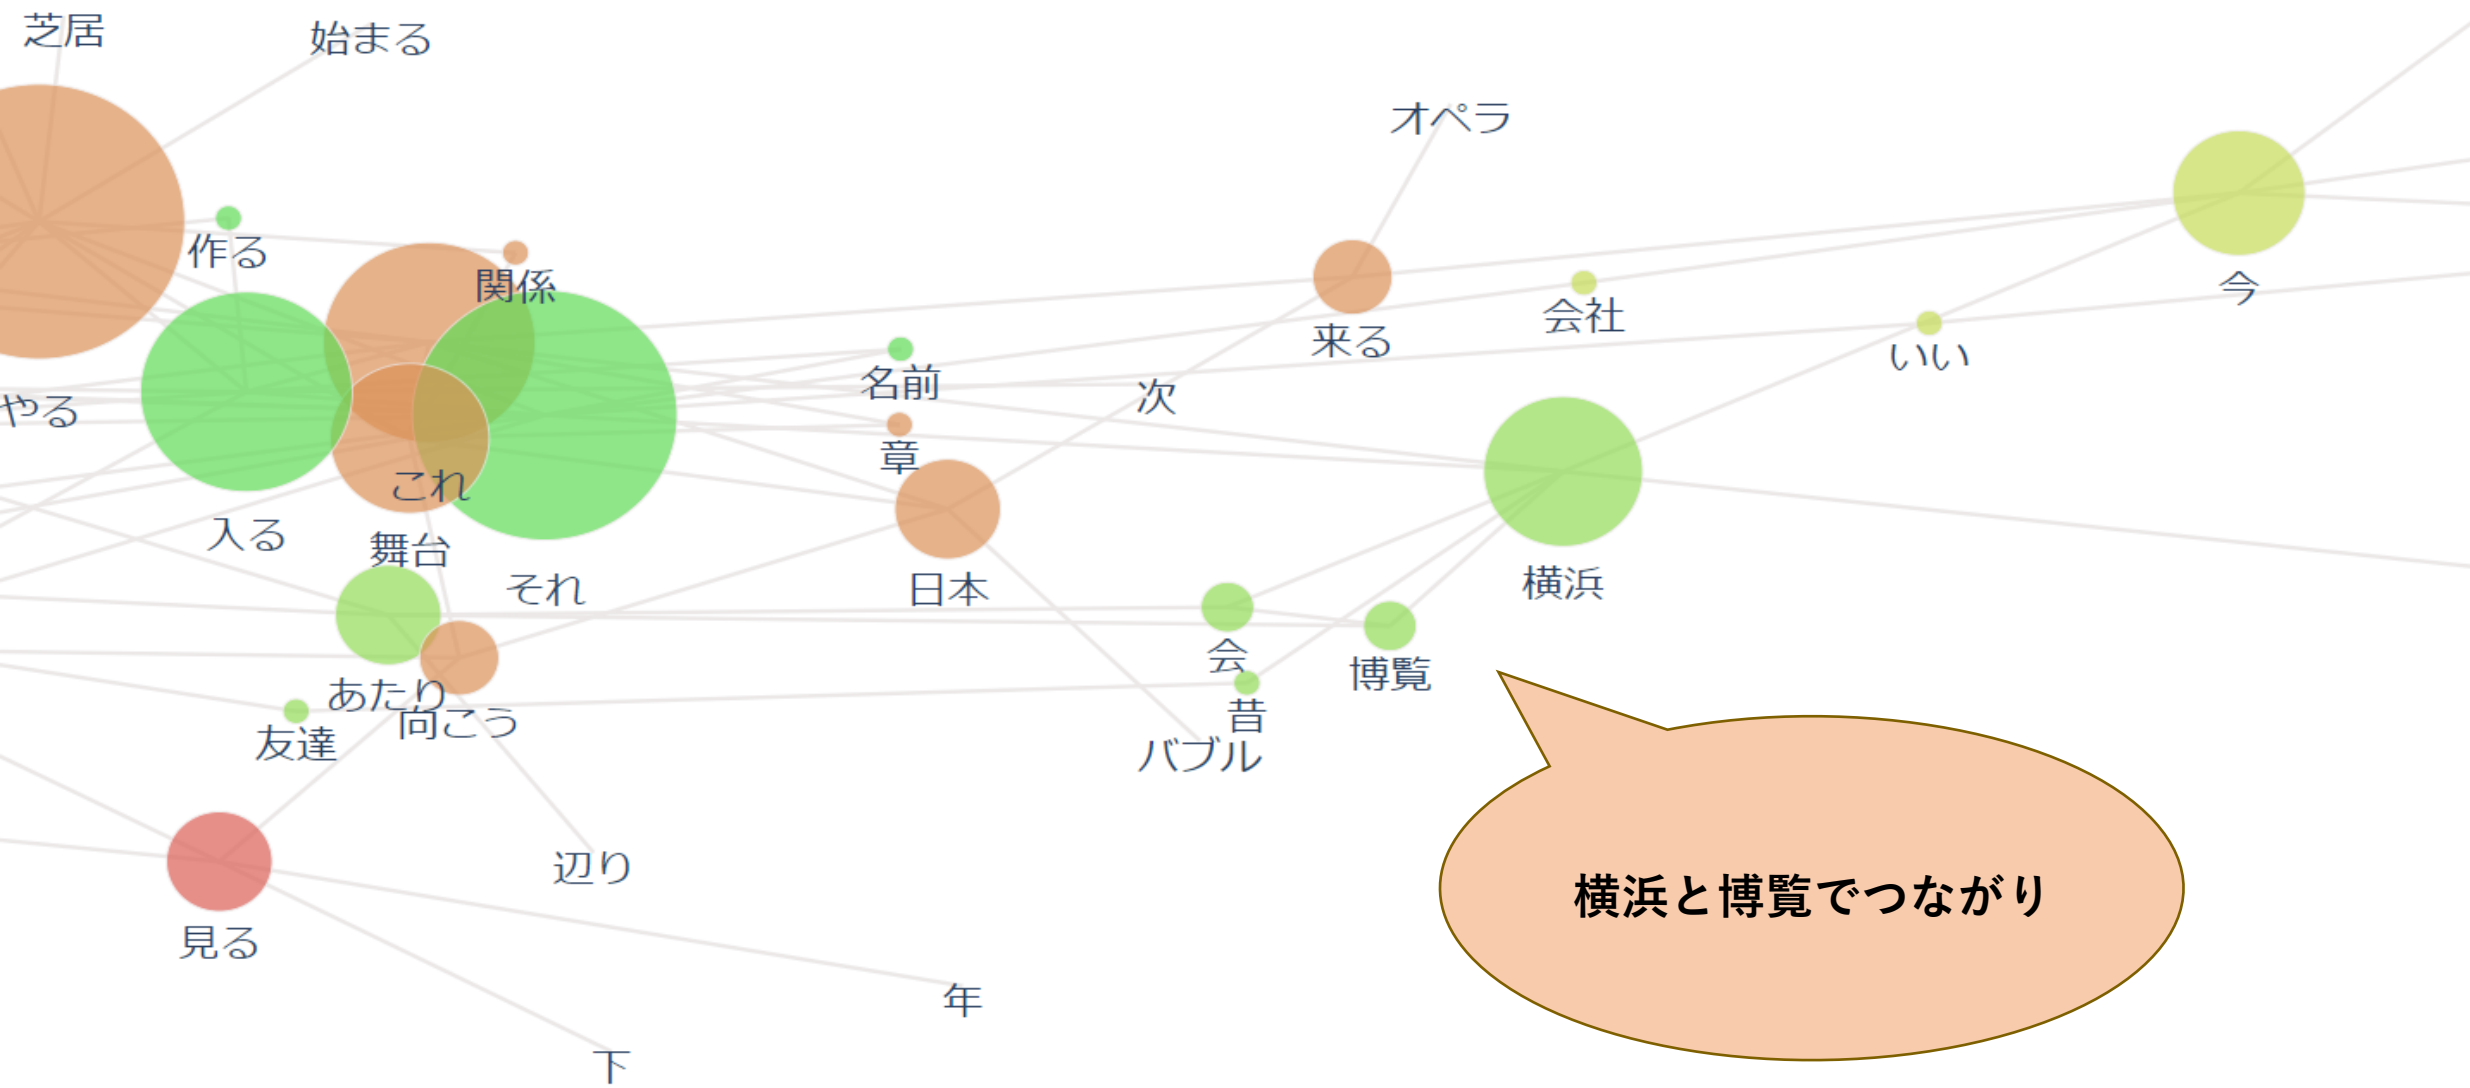 芝居
始まる
オペラ
作る
関係
今
会社
来る
いい
名前
次
やる
章
これ
入る
舞台
それ
日本
横浜
会
博覧
あたり
向こう
昔
友達
バブル
辺り
横浜と博覧でつながり
見る
年
下